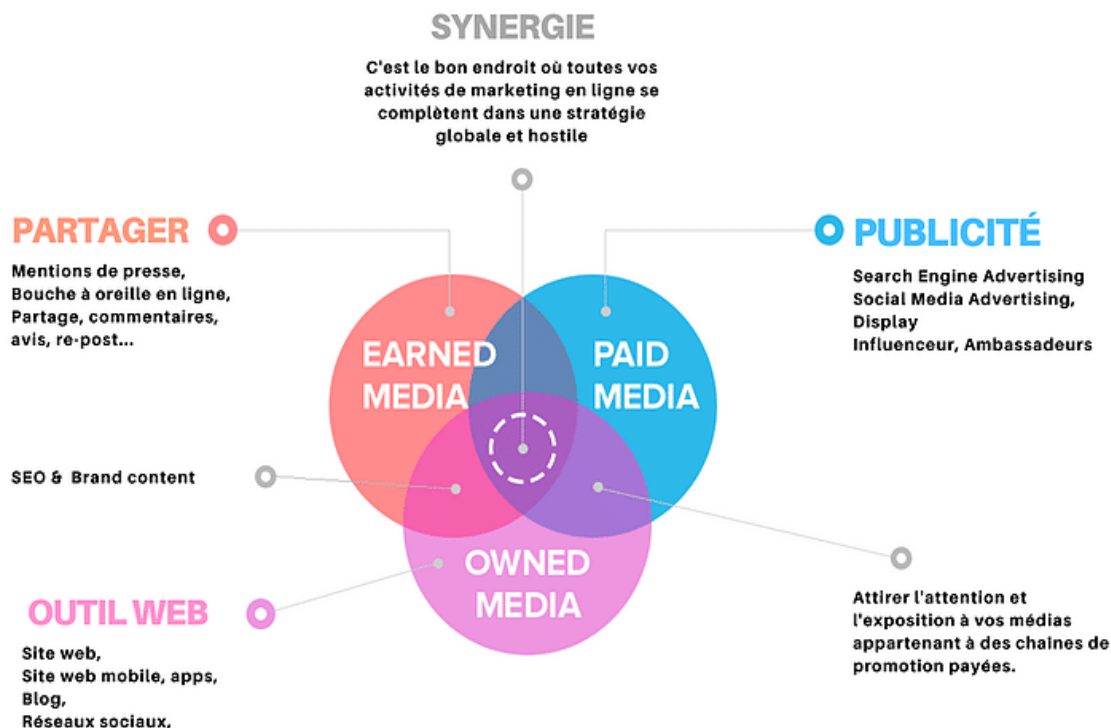 SYNERGIE
C'est le bon endroit où toutes vos
activités de marketing en ligne se
complètent dans une stratégie
globale et hostile
PARTAGER
Mentions de presse,
Bouche à oreille en ligne,
Partage, commentaires,
avis, re-post...
PUBLICITÉ
Search Engine Advertising
Social Media Advertising,
Display
Influenceur, Ambassadeurs
EARNED
MEDIA
PAID
MEDIA
SEO & Brand content
OWNED
MEDIA
OUTIL WEB
Site web,
Site web mobile, apps,
Blog,
Réseaux sociaux,
Attirer l'attention et
l'exposition à vos médias
appartenant à des chaînes de
promotion payées.